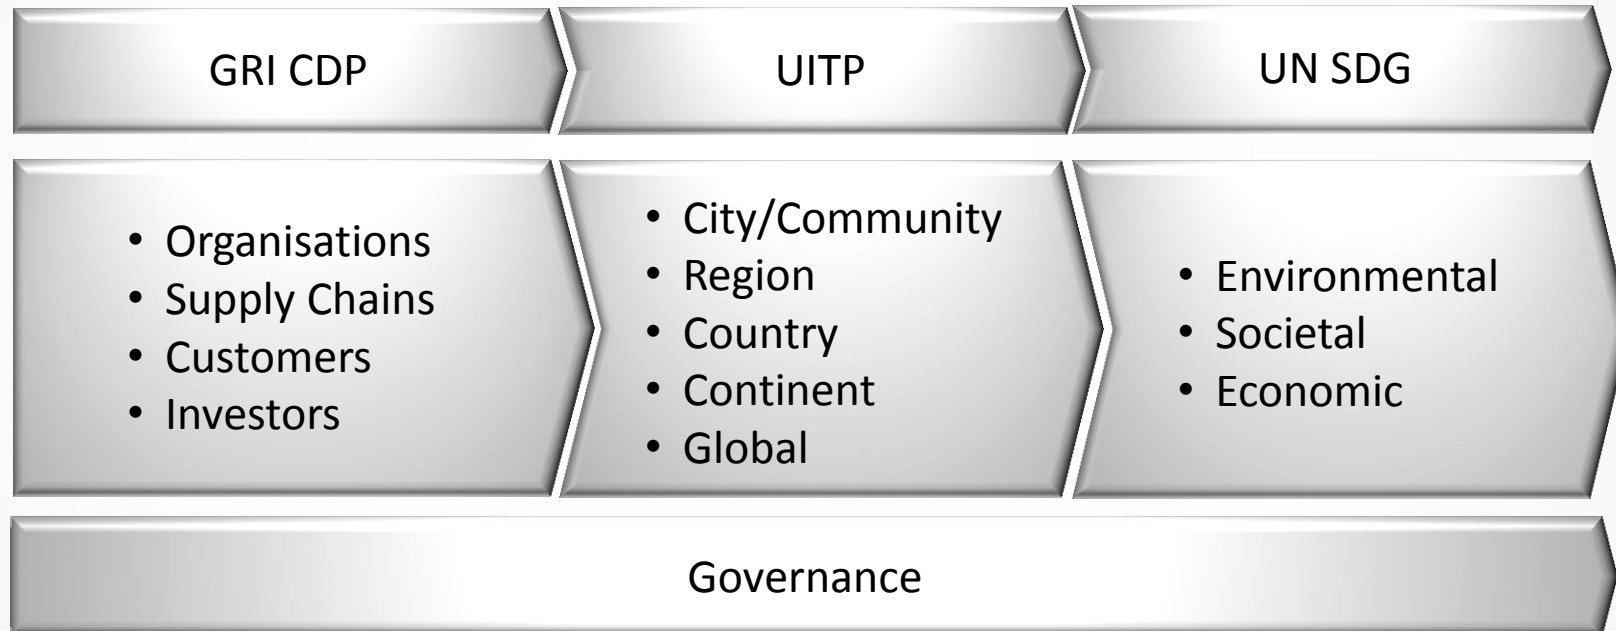 GRI CDP
UITP
UN SDG
• Organisations
• Supply Chains
• Customers
• Investors
• City/Community
• Region
• Country
• Continent
• Global
• Environmental
• Societal
• Economic
Governance